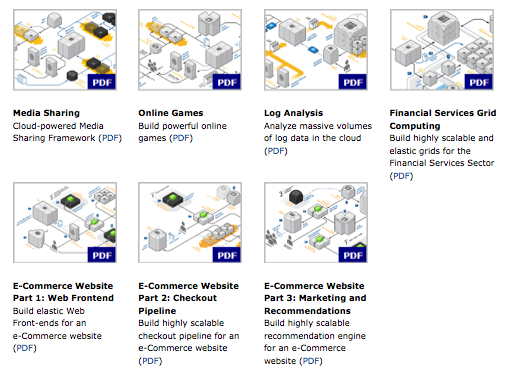 PDF
PDF
PDF
PDF
Media Sharing
Cloud-powered Media
Sharing Framework (PDF)
Online Games
Build powerful online
games (PDF)
Log Analysis
Analyze massive volumes
of log data in the cloud
(PDF)
Financial Services Grid
Computing
Build highly scalable and
elastic grids for the
Financial Services Sector
(PDF)
PDF
PDF
PDF
E-Commerce Website
Part 1: Web Frontend
Build elastic Web
Front-ends for an
e-Commerce website
(PDF)
E-Commerce Website
Part 2: Checkout
Pipeline
Build highly scalable
checkout pipeline for an
e-Commerce website
(PDF)
E-Commerce Website
Part 3: Marketing and
Recommendations
Build highly scalable
recommendation engine
for an e-Commerce
website (PDF)